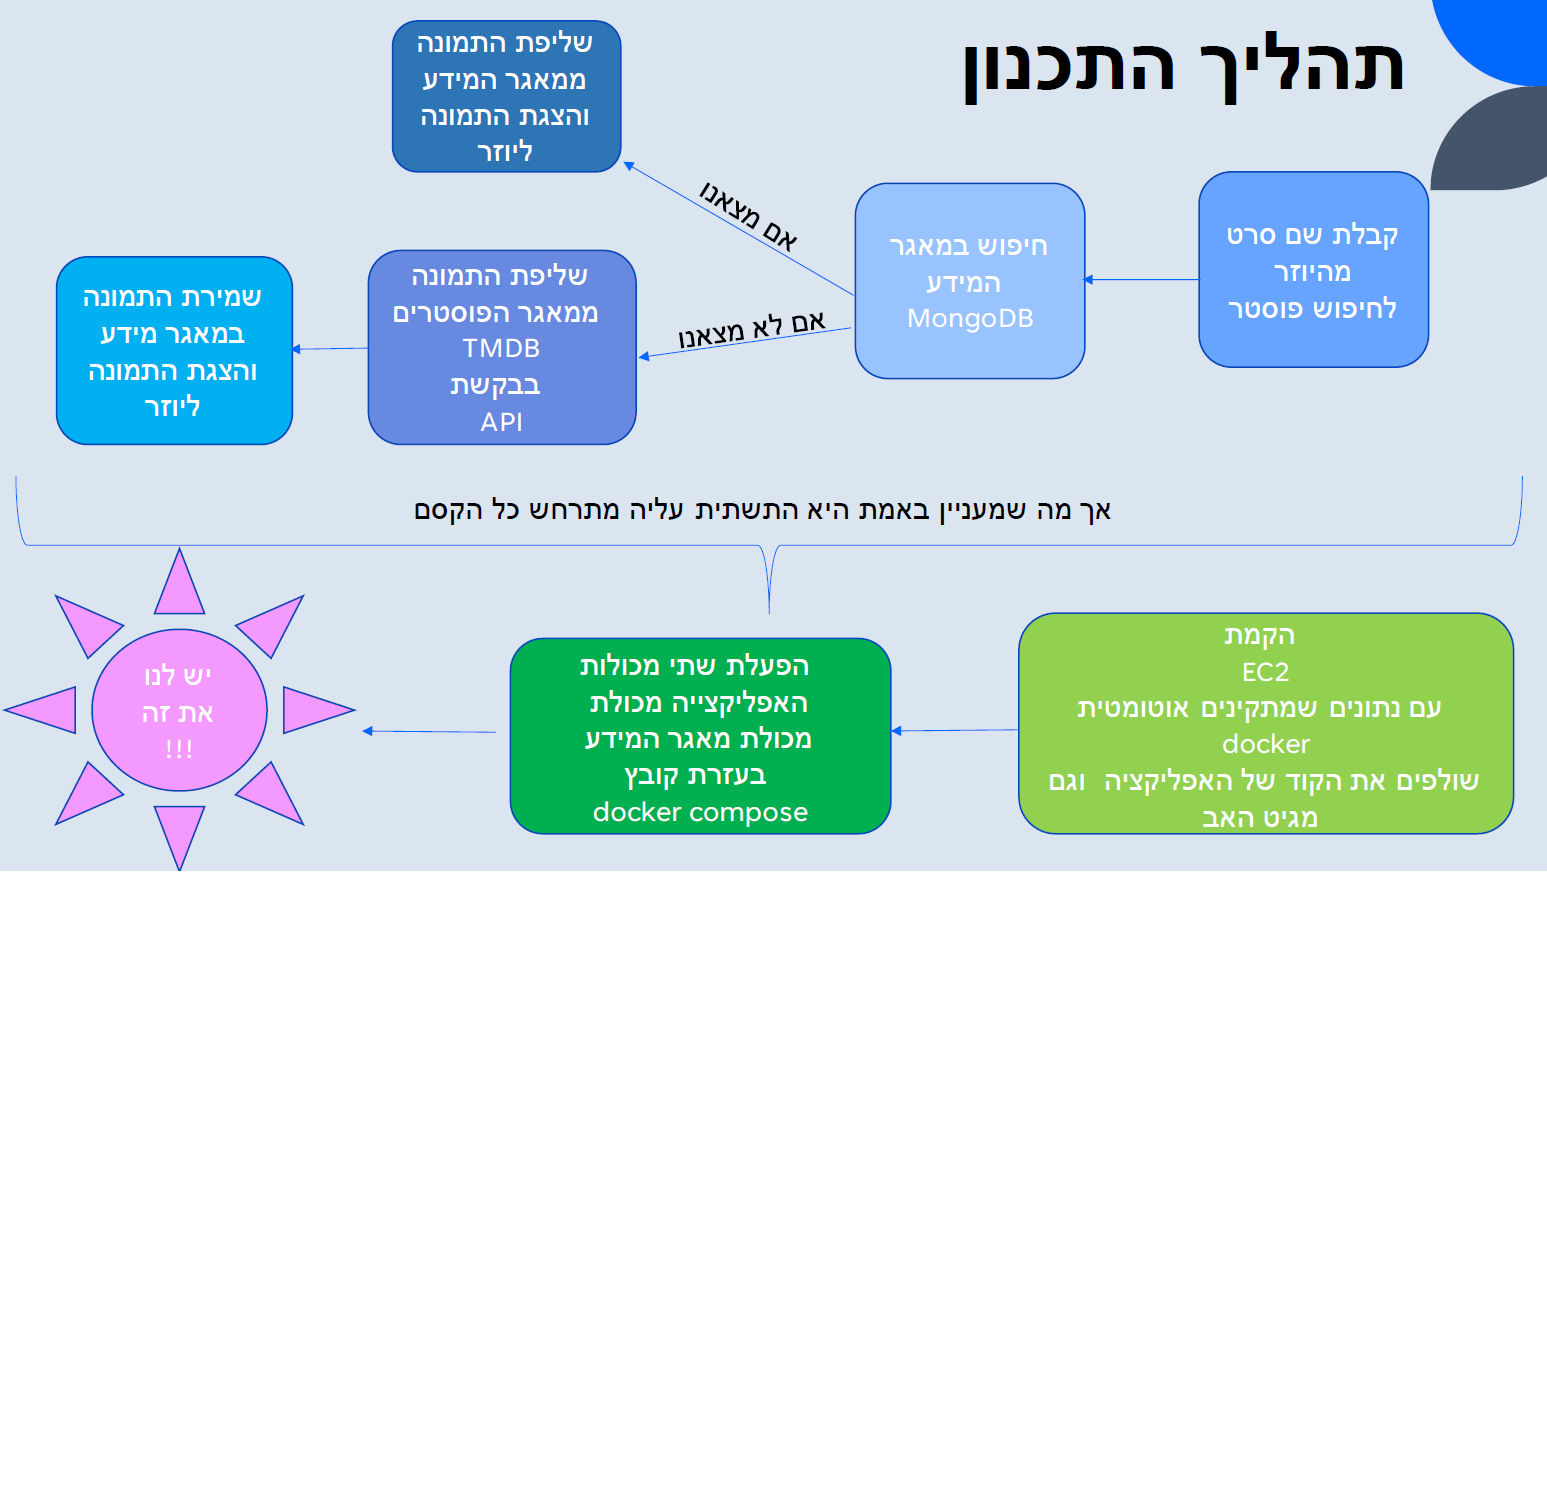 תהליך התכנון
קבלת שם סרט
מהיוזר
לחיפוש פוסטר
חיפוש במאגר
המידע
MongoDB
אם מצאנו
שליפת התמונה
ממאגר המידע
והצגת התמונה
ליוזר
אם לא מצאנו
שליפת התמונה
ממאגר הפוסטרים
TMDB
בבקשת
API
שמירת התמונה
במאגר מידע
והצגת התמונה
ליוזר
אך מה שמעניין באמת היא התשתית עליה מתרחש כל הקסם
הקמת
EC2
עם נתונים שמתקינים אוטומטית
docker
שולפים את הקוד של האפליקציה  וגם
מגיט האב
הפעלת שתי מכולות
האפליקצייה מכולת
מכולת מאגר המידע
בעזרת קובץ
docker compose
יש לנו
את זה
!!!